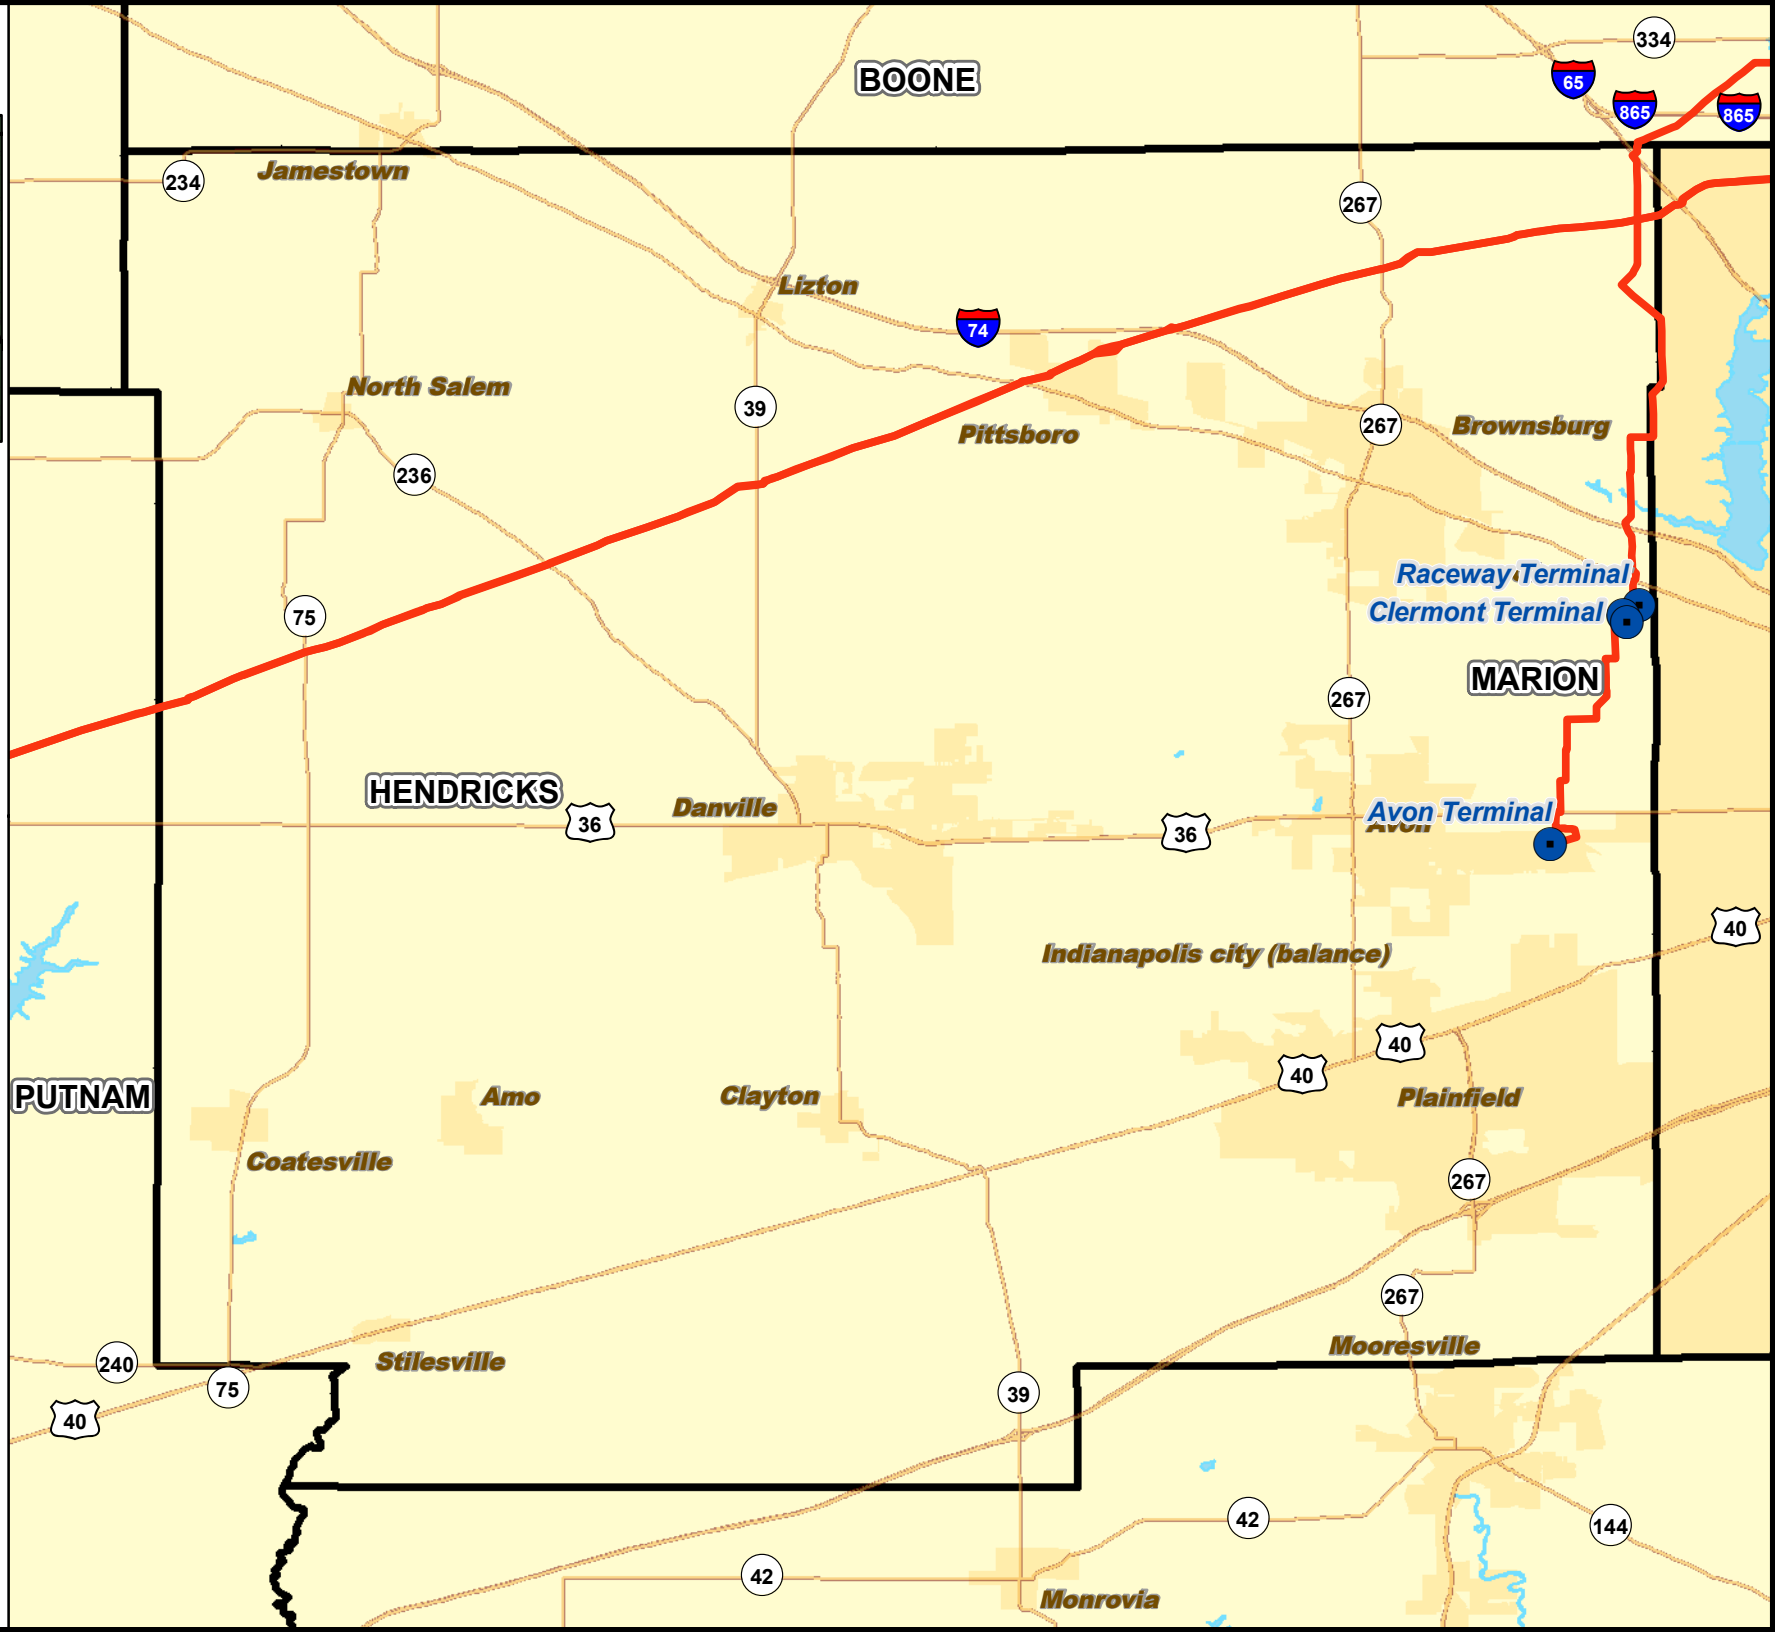 334
BOONE
65
865
865
Jamestown
234
267
Lizton
74
North Salem
39
267
Brownsburg
Pittsboro
236
Raceway Terminal
Clermont Terminal
75
MARION
267
HENDRICKS
Danville
36
36
Avon Terminal
Avon
40
Indianapolis city (balance)
40
40
PUTNAM
Amo
Clayton
Plainfield
Coatesville
267
267
Mooresville
240
Stilesville
75
39
40
42
144
42
Monrovia